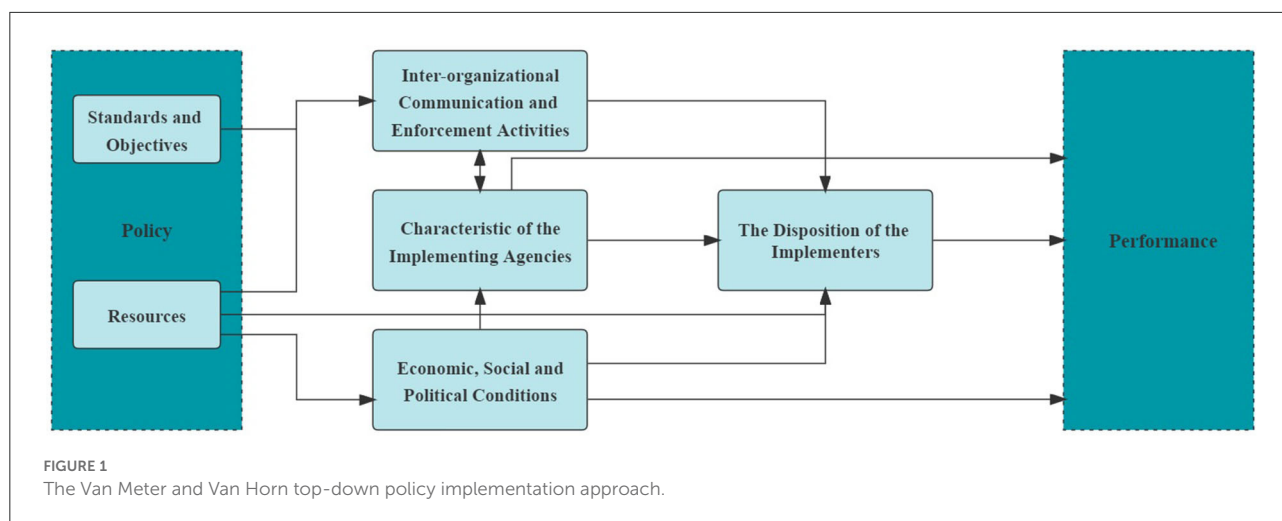 Standards and
Objectives
Policy
Resources
Inter-organizational
Communication and
Enforcement Activities
Characteristic of the
Implementing Agencies
Economic, Social and
Political Conditions
The Disposition of the
Implementers
Performance
FIGURE 1
The Van Meter and Van Horn top-down policy implementation approach.